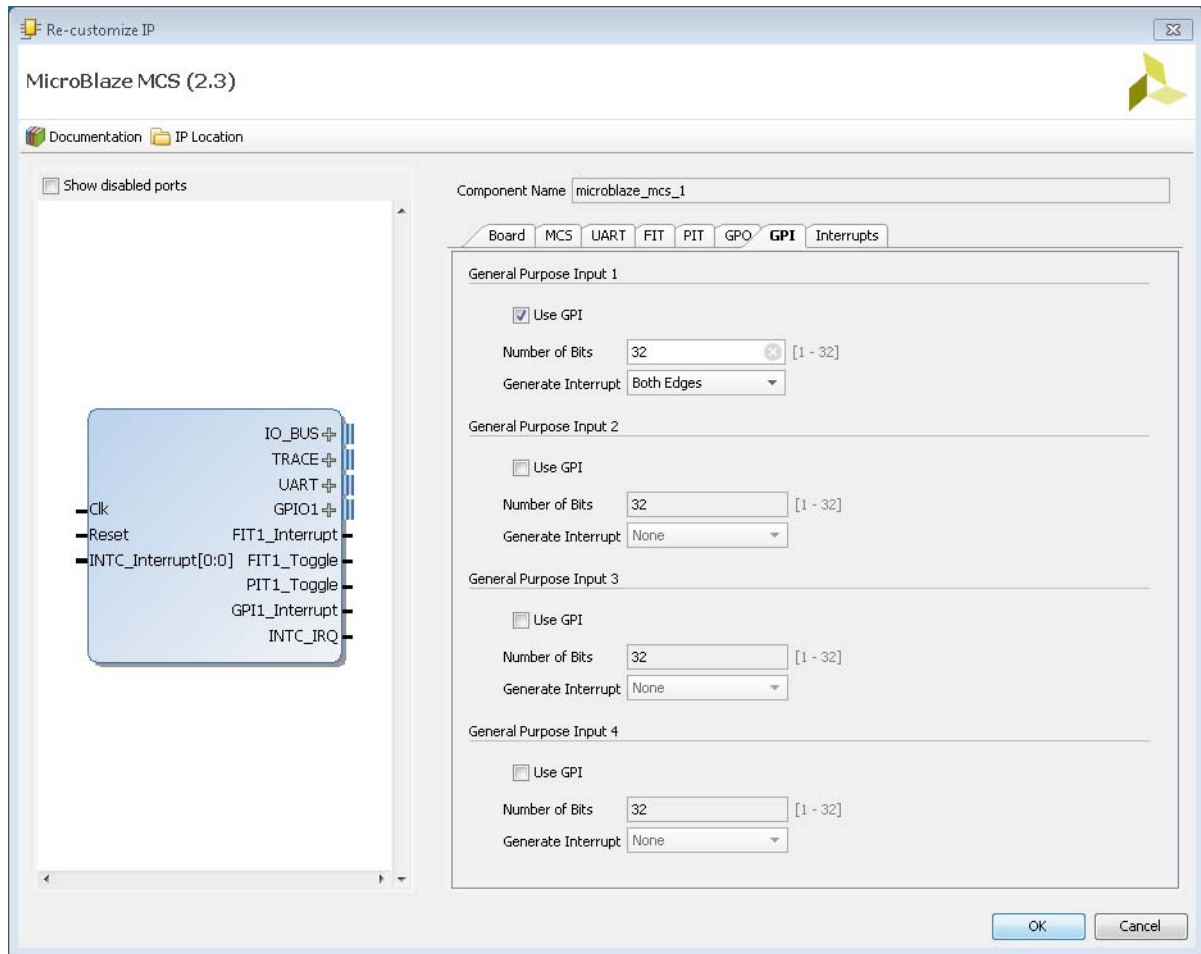 Re-customize IP
MicroBlaze MCS (2.3)
Documentation IP Location
Show disabled ports
IO_BUS
TRACE
UART
Clk GPIO1
Reset FIT1_Interrupt
INTC_Interrupt[0:0] FIT1_Toggle
PIT1_Toggle
GPI1_Interrupt
INTC_IRQ
Component Name microblaze_mcs_1
Board MCS UART FIT PIT GPO GPI Interrupts
General Purpose Input 1
Use GPI
Number of Bits 32 [1 - 32]
Generate Interrupt Both Edges
General Purpose Input 2
Use GPI
Number of Bits 32 [1 - 32]
Generate Interrupt None
General Purpose Input 3
Use GPI
Number of Bits 32 [1 - 32]
Generate Interrupt None
General Purpose Input 4
Use GPI
Number of Bits 32 [1 - 32]
Generate Interrupt None
OK Cancel